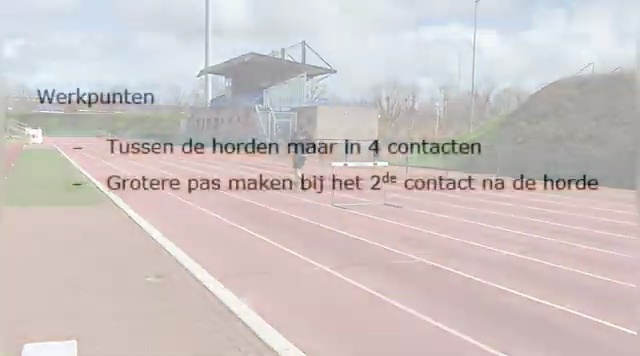 Werkpunten
- Tussen de horden maar in 4 contacten
- Grotere pas maken bij het 2de contact na de horde